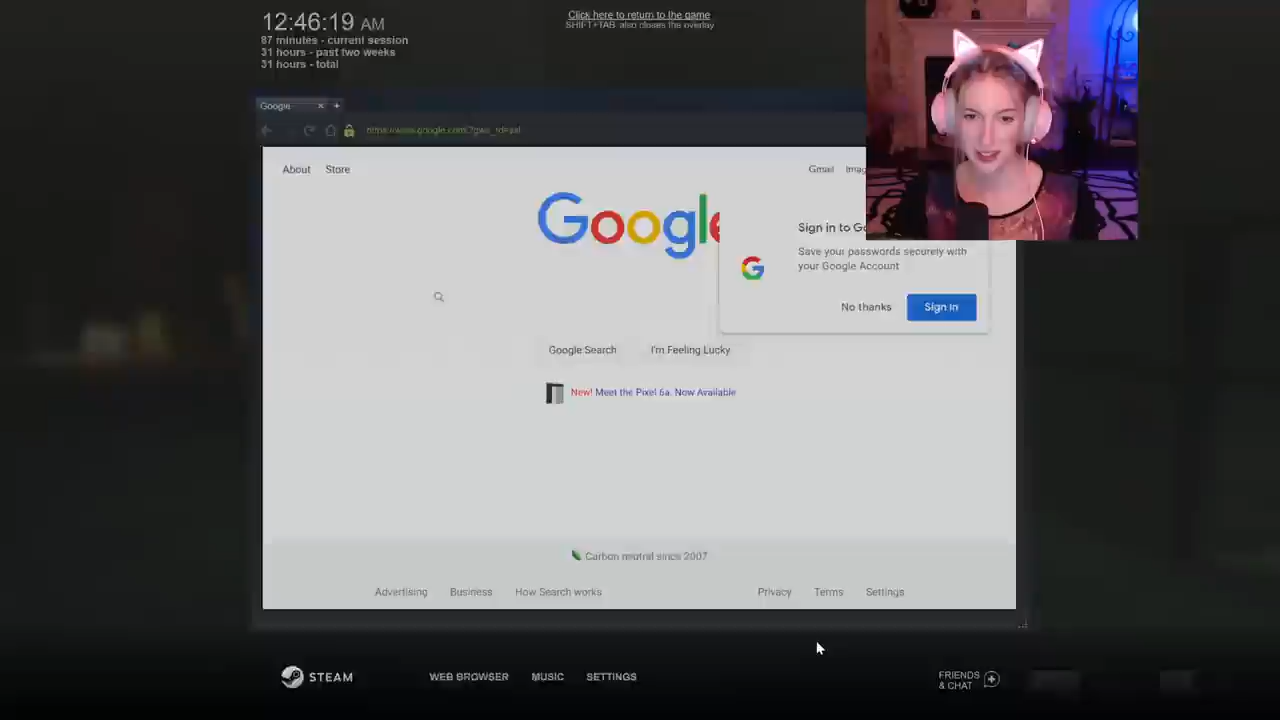 12:46:19 AM
87 minutes - current session
31 hours - past two weeks
31 hours - total
Click here to return to the game
SHIFT+TAB also closes the overlay
Google
About Store
Gmail
Google
Sign in to
Save your passwords securely with
your Google Account
No thanks Sign in
Google Search I'm Feeling Lucky
New! Meet the Pixel 6a. Now Available
Carbon neutral since 2007
Advertising Business How Search works Privacy Terms Settings
STEAM WEB BROWSER MUSIC SETTINGS
FRIENDS
& CHAT